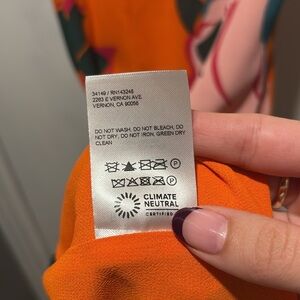 34149 / RN143246
2263 E VERNON AVE.
VERNON, CA 90058
DO NOT WASH, DO NOT BLEACH, DO
NOT DRY, DO NOT IRON, GREEN DRY
CLEAN
P
P
CLIMATE
NEUTRAL
CERTIFIED